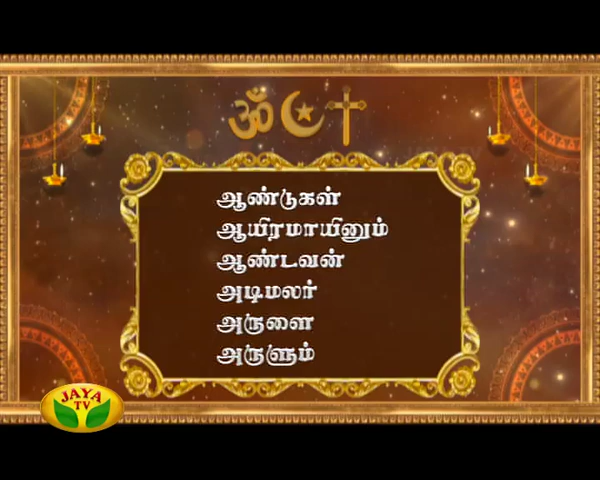 ஆண்டுகள்
ஆயிரமாயினும்
ஆண்டவன்
அடிமலர்
அருளை
அருளும்
JAYA
TV